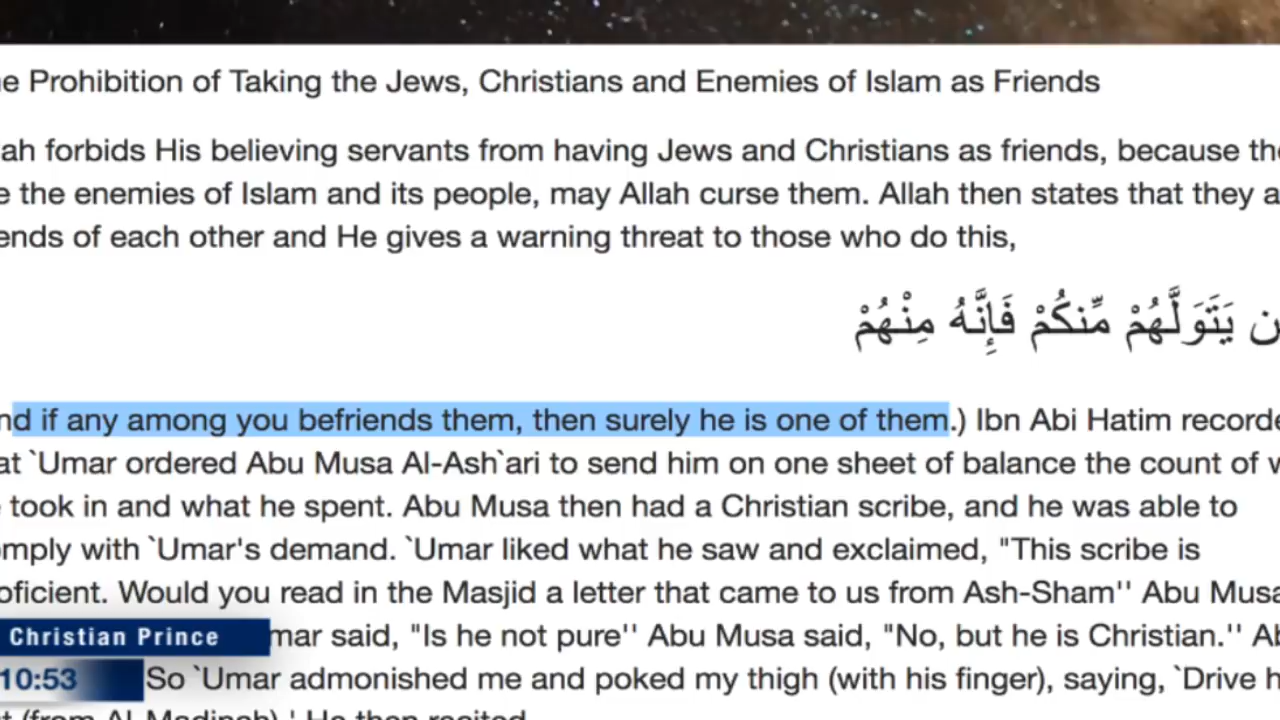 e Prohibition of Taking the Jews, Christians and Enemies of Islam as Friends
ah forbids His believing servants from having Jews and Christians as friends, because the
e the enemies of Islam and its people, may Allah curse them. Allah then states that they a
ends of each other and He gives a warning threat to those who do this,
ن يَتَوَلَّهُمْ مِّنكُمْ فَإِنَّهُ مِنْهُمْ
nd if any among you befriends them, then surely he is one of them.) Ibn Abi Hatim recorde
at `Umar ordered Abu Musa Al-Ash`ari to send him on one sheet of balance the count of w
took in and what he spent. Abu Musa then had a Christian scribe, and he was able to
mply with `Umar's demand. `Umar liked what he saw and exclaimed, "This scribe is
oficient. Would you read in the Masjid a letter that came to us from Ash-Sham'' Abu Musa
Christian Prince
mar said, "Is he not pure'' Abu Musa said, "No, but he is Christian.'' Ab
10:53
So `Umar admonished me and poked my thigh (with his finger), saying, `Drive h
t (from Al-Madinah).' He then recited